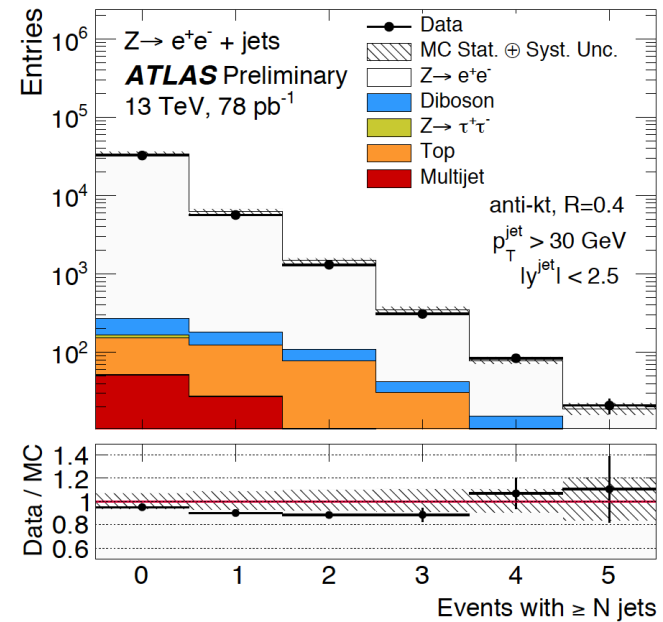 Entries
10⁶
10⁵
10⁴
10³
10²
Z→ e⁺e⁻ + jets
ATLAS Preliminary
13 TeV, 78 pb⁻¹
Data
MC Stat. ⊕ Syst. Unc.
Z→ e⁺e⁻
Diboson
Z→ τ⁺τ⁻
Top
Multijet
anti-kt, R=0.4
p_T^jet > 30 GeV
|y^jet| < 2.5
Data / MC
1.4
1.2
1
0.8
0.6
0 1 2 3 4 5
Events with ≥ N jets